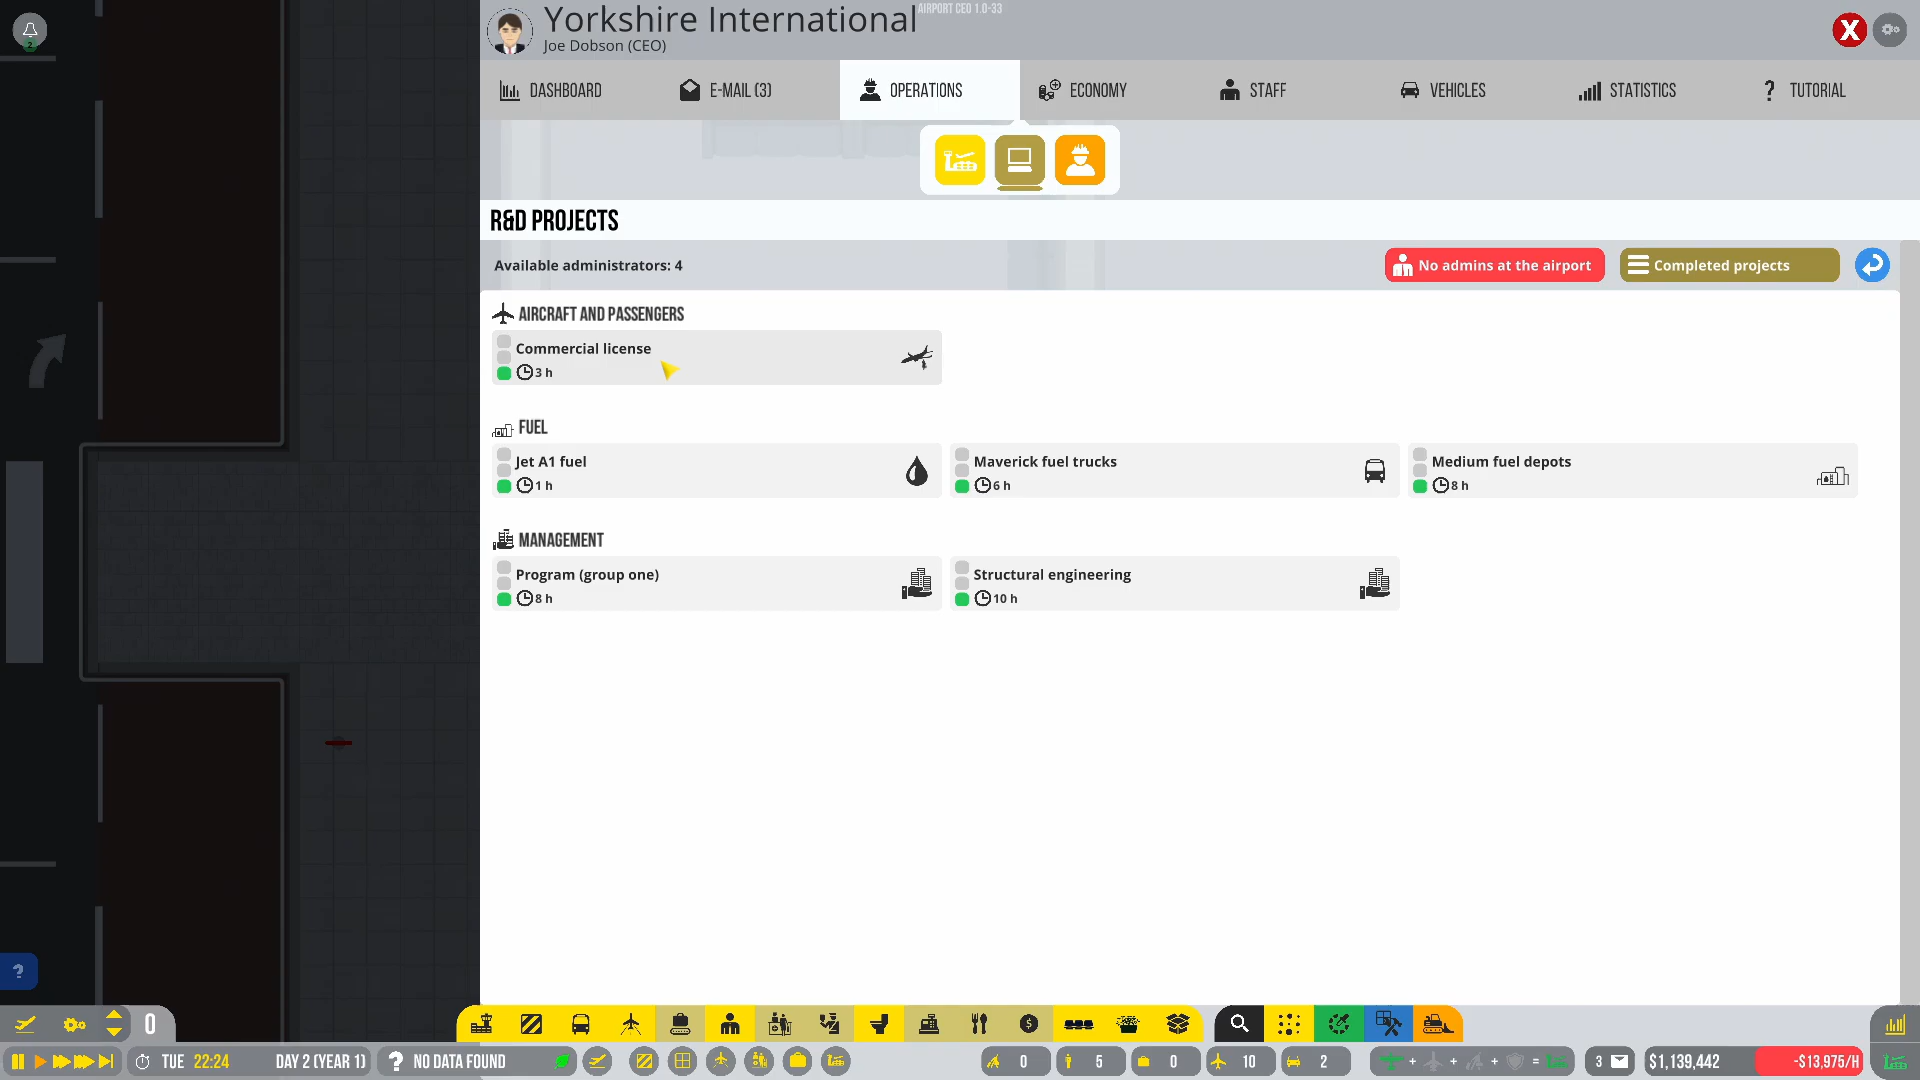 AIRPORT CEO 1.0-33
Yorkshire International
Joe Dobson (CEO)
X
2
DASHBOARD
E-MAIL (3)
OPERATIONS
ECONOMY
STAFF
VEHICLES
STATISTICS
? TUTORIAL
R&D PROJECTS
Available administrators: 4
No admins at the airport
Completed projects
AIRCRAFT AND PASSENGERS
Commercial license
3 h
FUEL
Jet A1 fuel
1 h
Maverick fuel trucks
6 h
Medium fuel depots
8 h
MANAGEMENT
Program (group one)
8 h
Structural engineering
10 h
?
0
TUE 22:24 DAY 2 (YEAR 1)
? NO DATA FOUND
0
5
0
10
2
+ + + =
3
$1,139,442
-$13,975/H